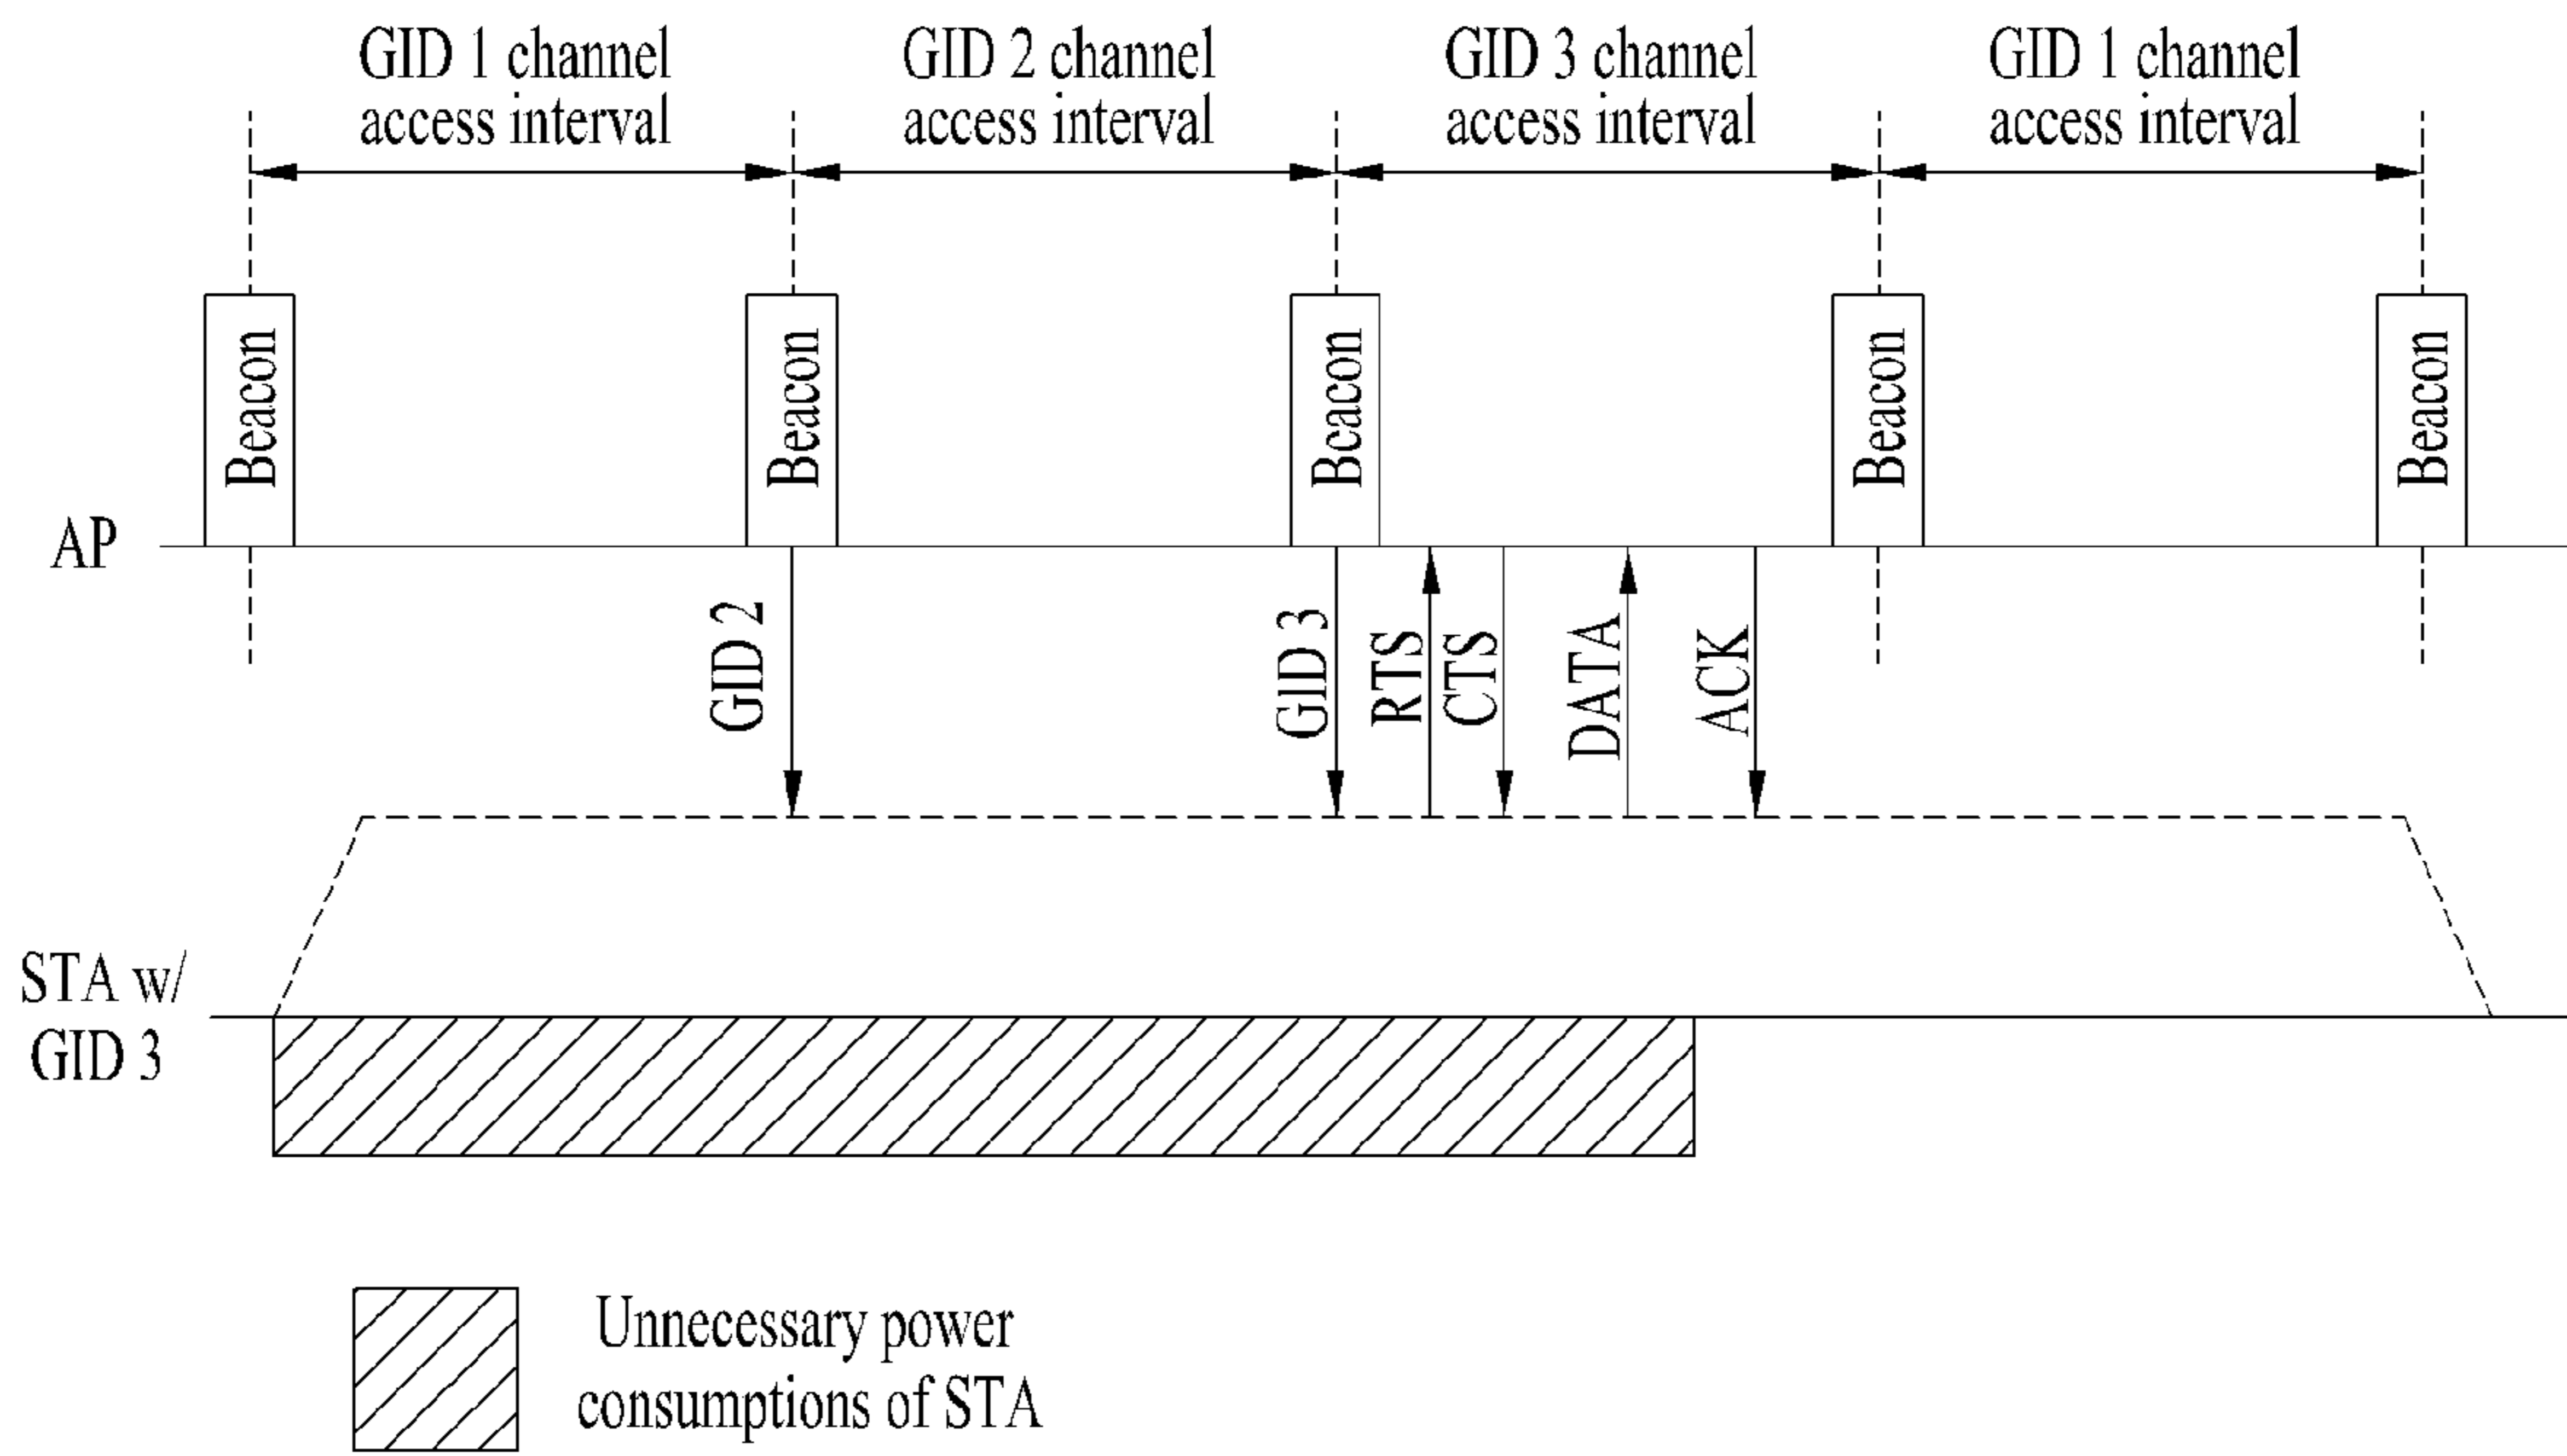 GID 1 channel
access interval
GID 2 channel
access interval
GID 3 channel
access interval
GID 1 channel
access interval
Beacon
Beacon
Beacon
Beacon
Beacon
AP
GID 2
GID 3
RTS
CTS
DATA
ACK
STA w/
GID 3
Unnecessary power
consumptions of STA